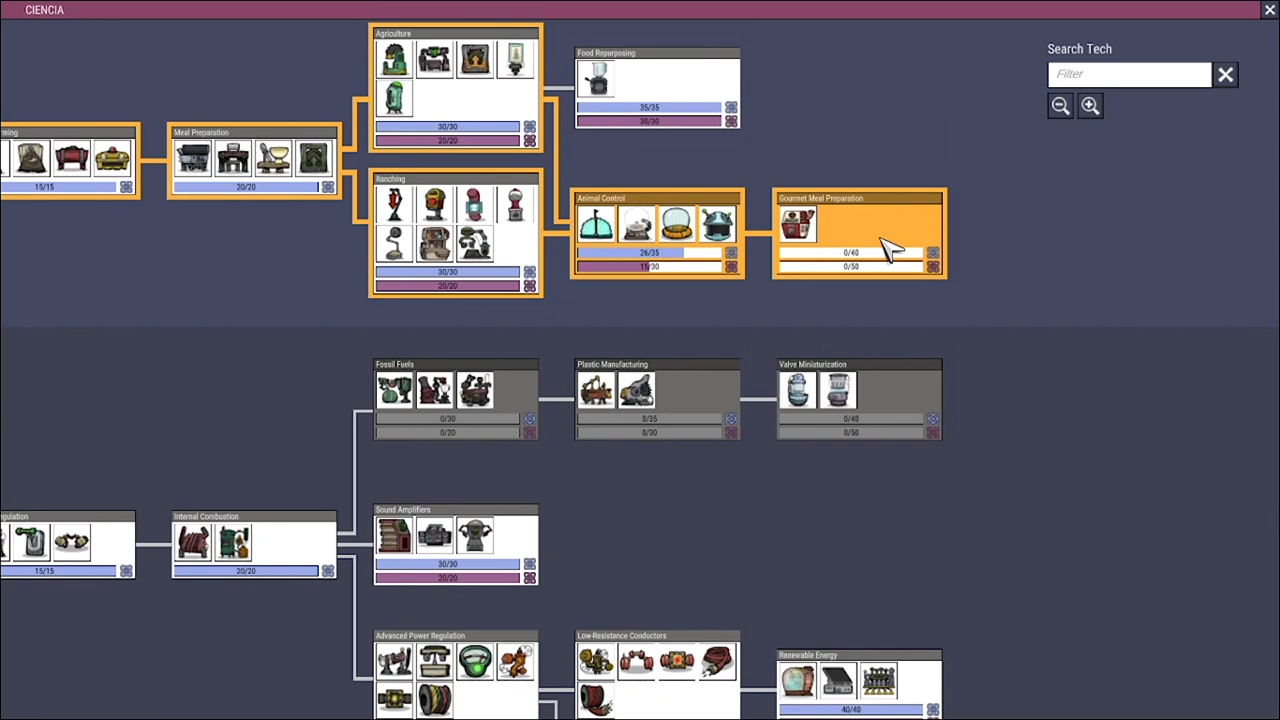 CIENCIA
Search Tech
Filter
Agriculture
30/30
20/20
Food Repurposing
35/35
30/30
rming
15/15
Meal Preparation
20/20
Ranching
30/30
20/20
Animal Control
26/35
15/30
Gourmet Meal Preparation
0/40
0/50
Fossil Fuels
0/30
0/20
Plastic Manufacturing
0/35
0/30
Valve Miniaturization
0/40
0/50
egulation
15/15
Internal Combustion
20/20
Sound Amplifiers
30/30
20/20
Advanced Power Regulation
Low-Resistance Conductors
Renewable Energy
40/40